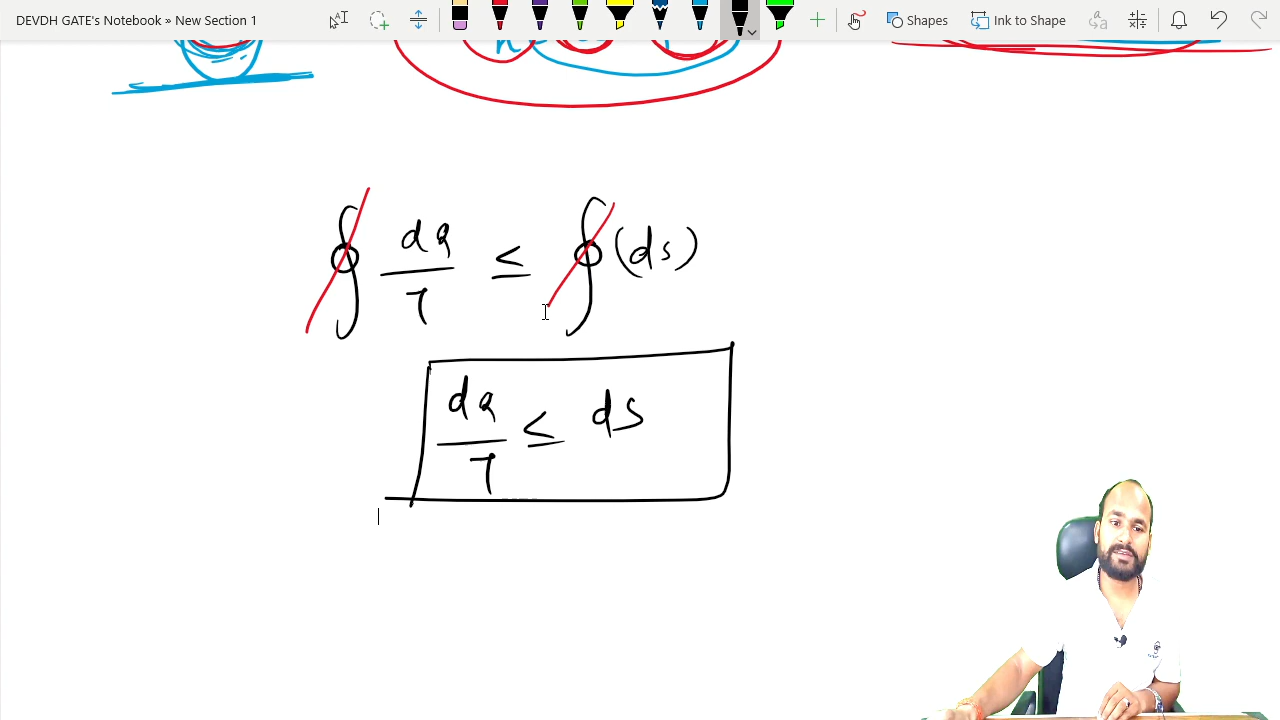 DEVDH GATE's Notebook » New Section 1
Shapes Ink to Shape
∮ dQ/T ≤ ∮ (ds)
dQ/T ≤ ds